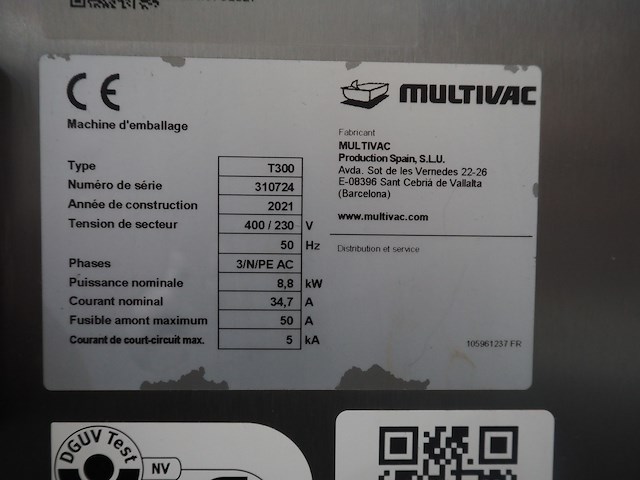 CE
MULTIVAC
Machine d'emballage
Type T300
Numéro de série 310724
Année de construction 2021
Tension de secteur 400 / 230 V
50 Hz
Phases 3/N/PE AC
Puissance nominale 8,8 kW
Courant nominal 34,7 A
Fusible amont maximum 50 A
Courant de court-circuit max. 5 kA
Fabricant
MULTIVAC
Production Spain, S.L.U.
Avda. Sot de les Vernedes 22-26
E-08396 Sant Cebrià de Vallalta
(Barcelona)
www.multivac.com
Distribution et service
105961237 FR
DGUV Test
NV